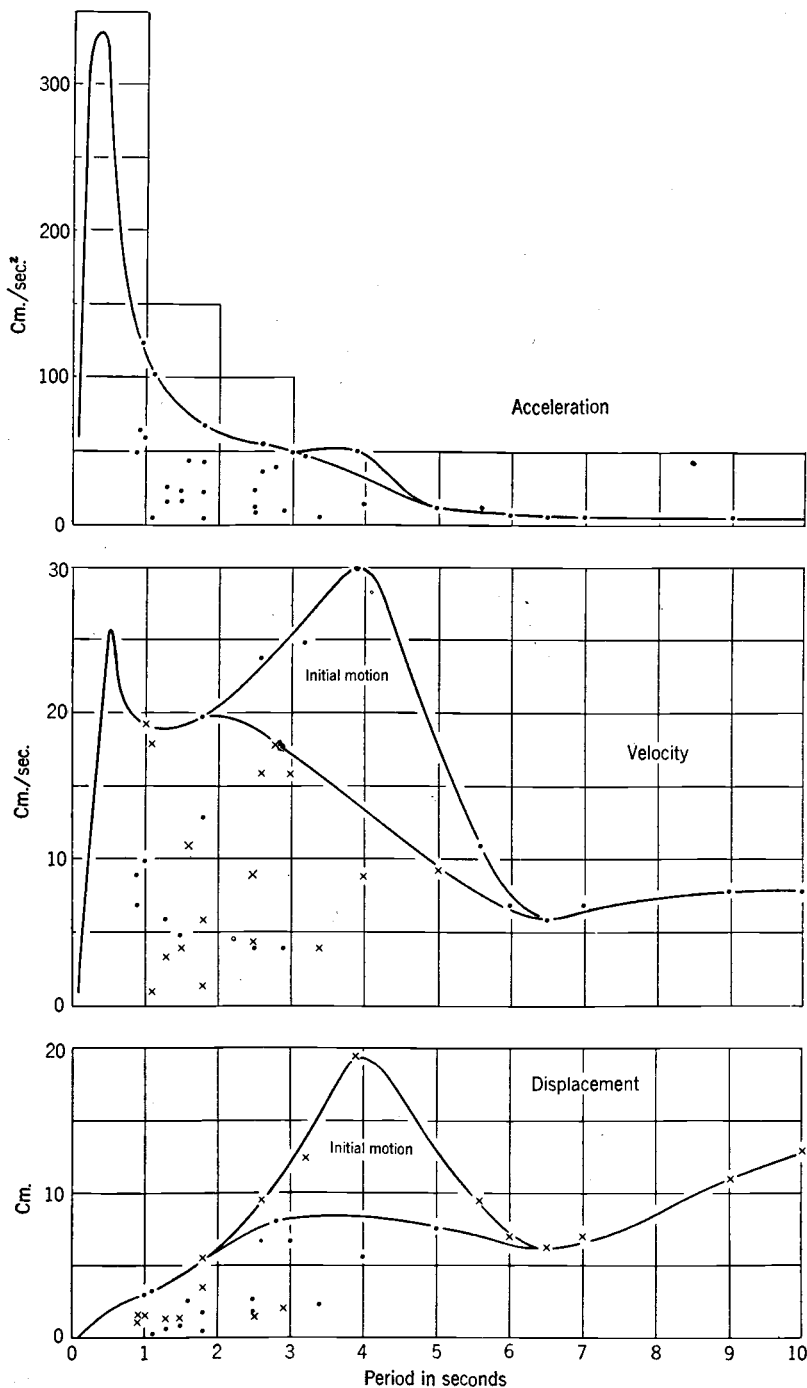 300
200
100
0
Cm./sec.²
Acceleration
30
20
10
0
Cm./sec.
Initial motion
Velocity
20
10
0
Cm.
Displacement
Initial motion
0 1 2 3 4 5 6 7 8 9 10
Period in seconds